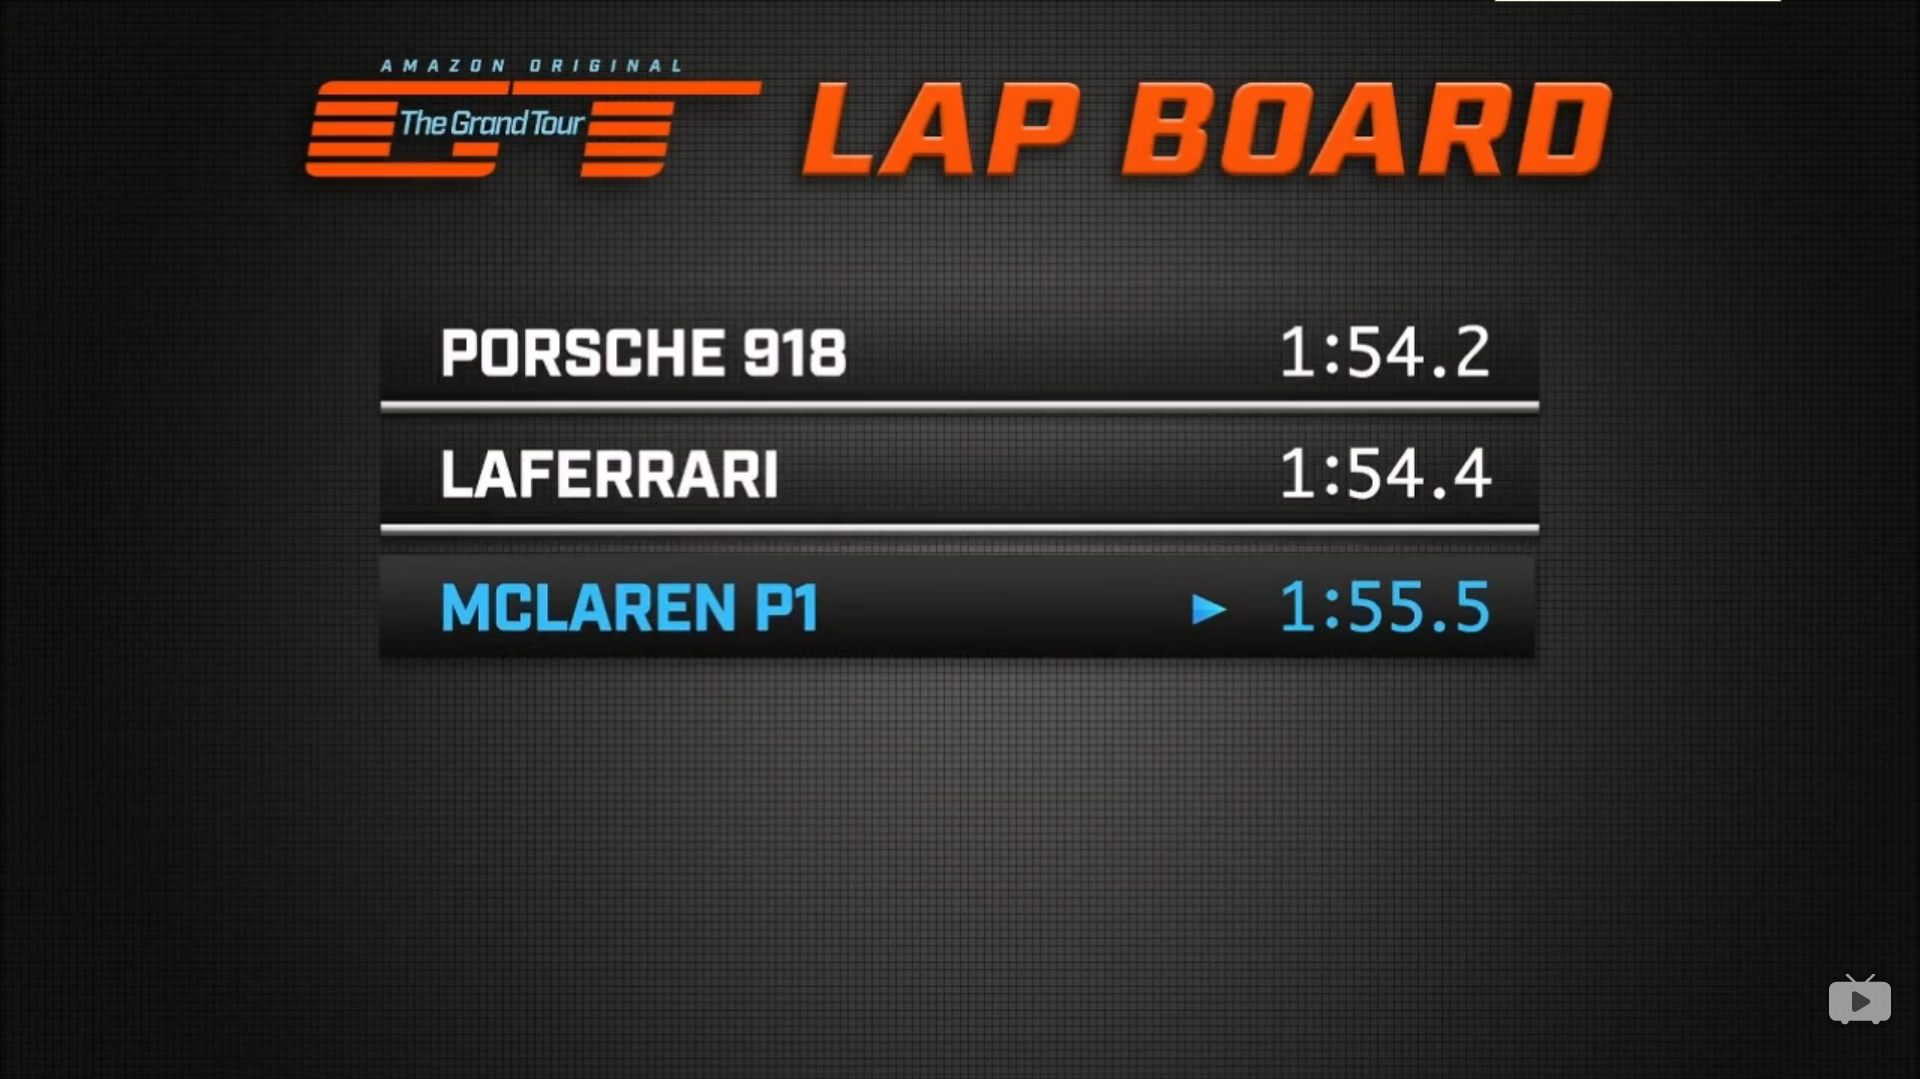 AMAZON ORIGINAL
The Grand Tour
LAP BOARD
PORSCHE 918 1:54.2
LAFERRARI 1:54.4
MCLAREN P1 1:55.5